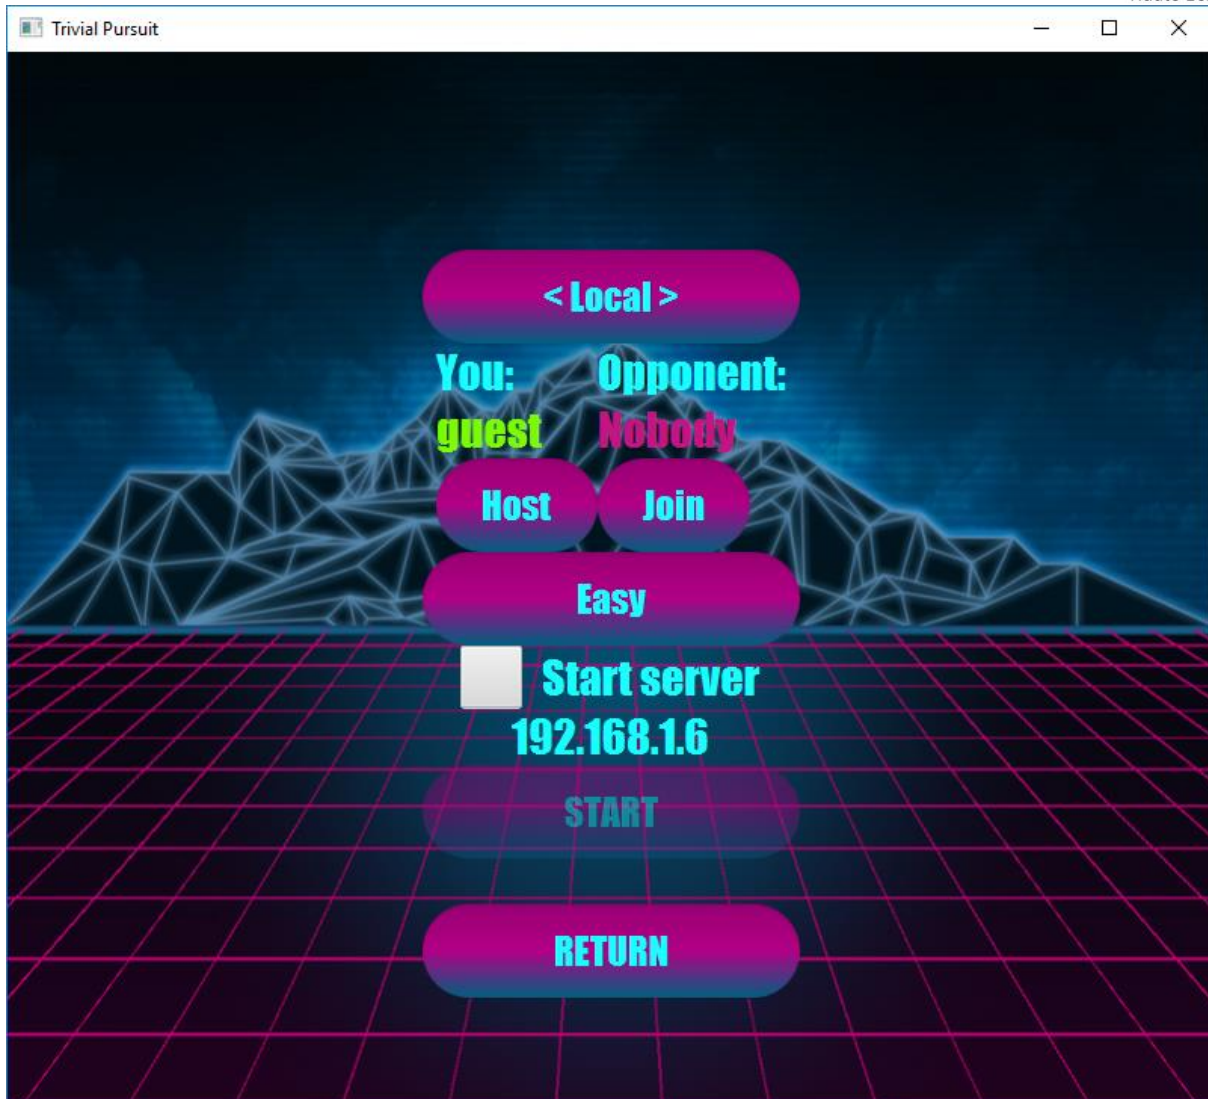 Trivial Pursuit
< Local >
You: Opponent:
guest Nobody
Host Join
Easy
Start server
192.168.1.6
START
RETURN